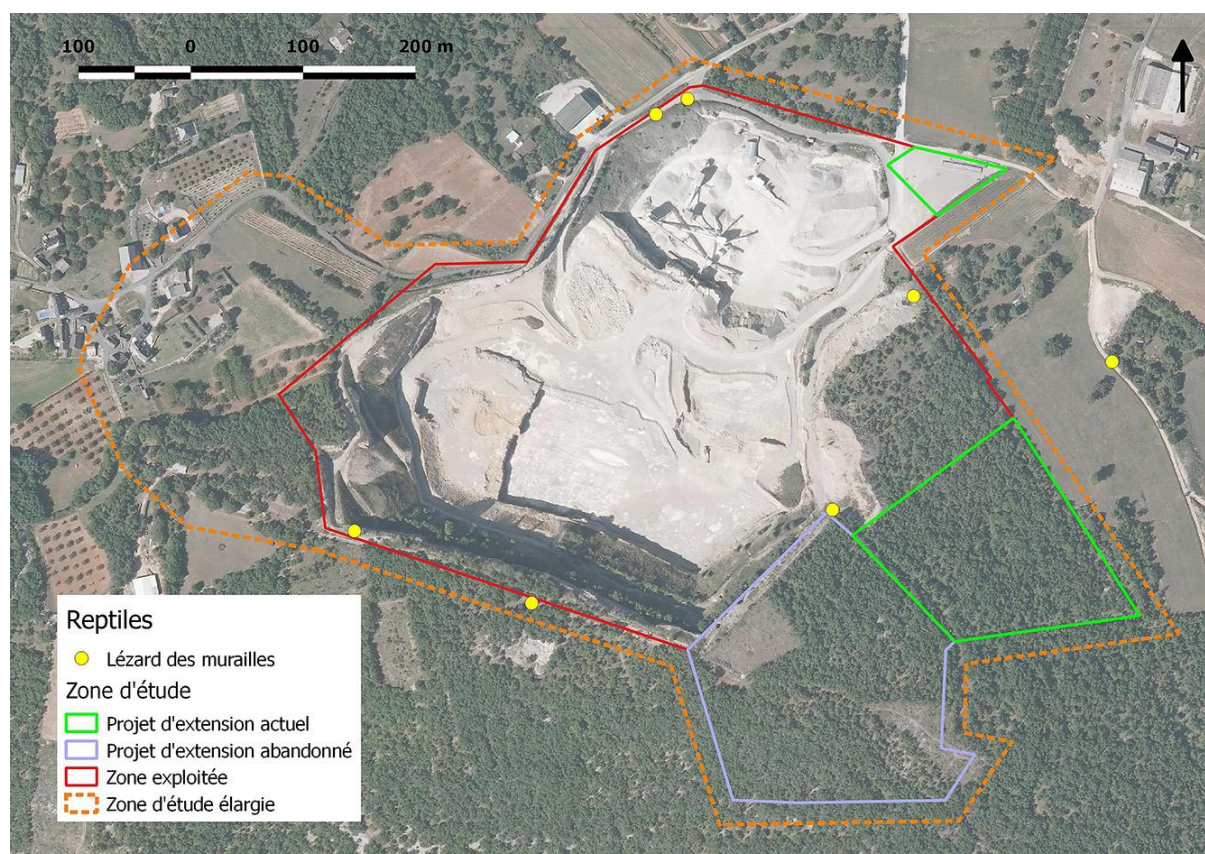 100 0 100 200 m
Reptiles
Lézard des murailles
Zone d'étude
Projet d'extension actuel
Projet d'extension abandonné
Zone exploitée
Zone d'étude élargie